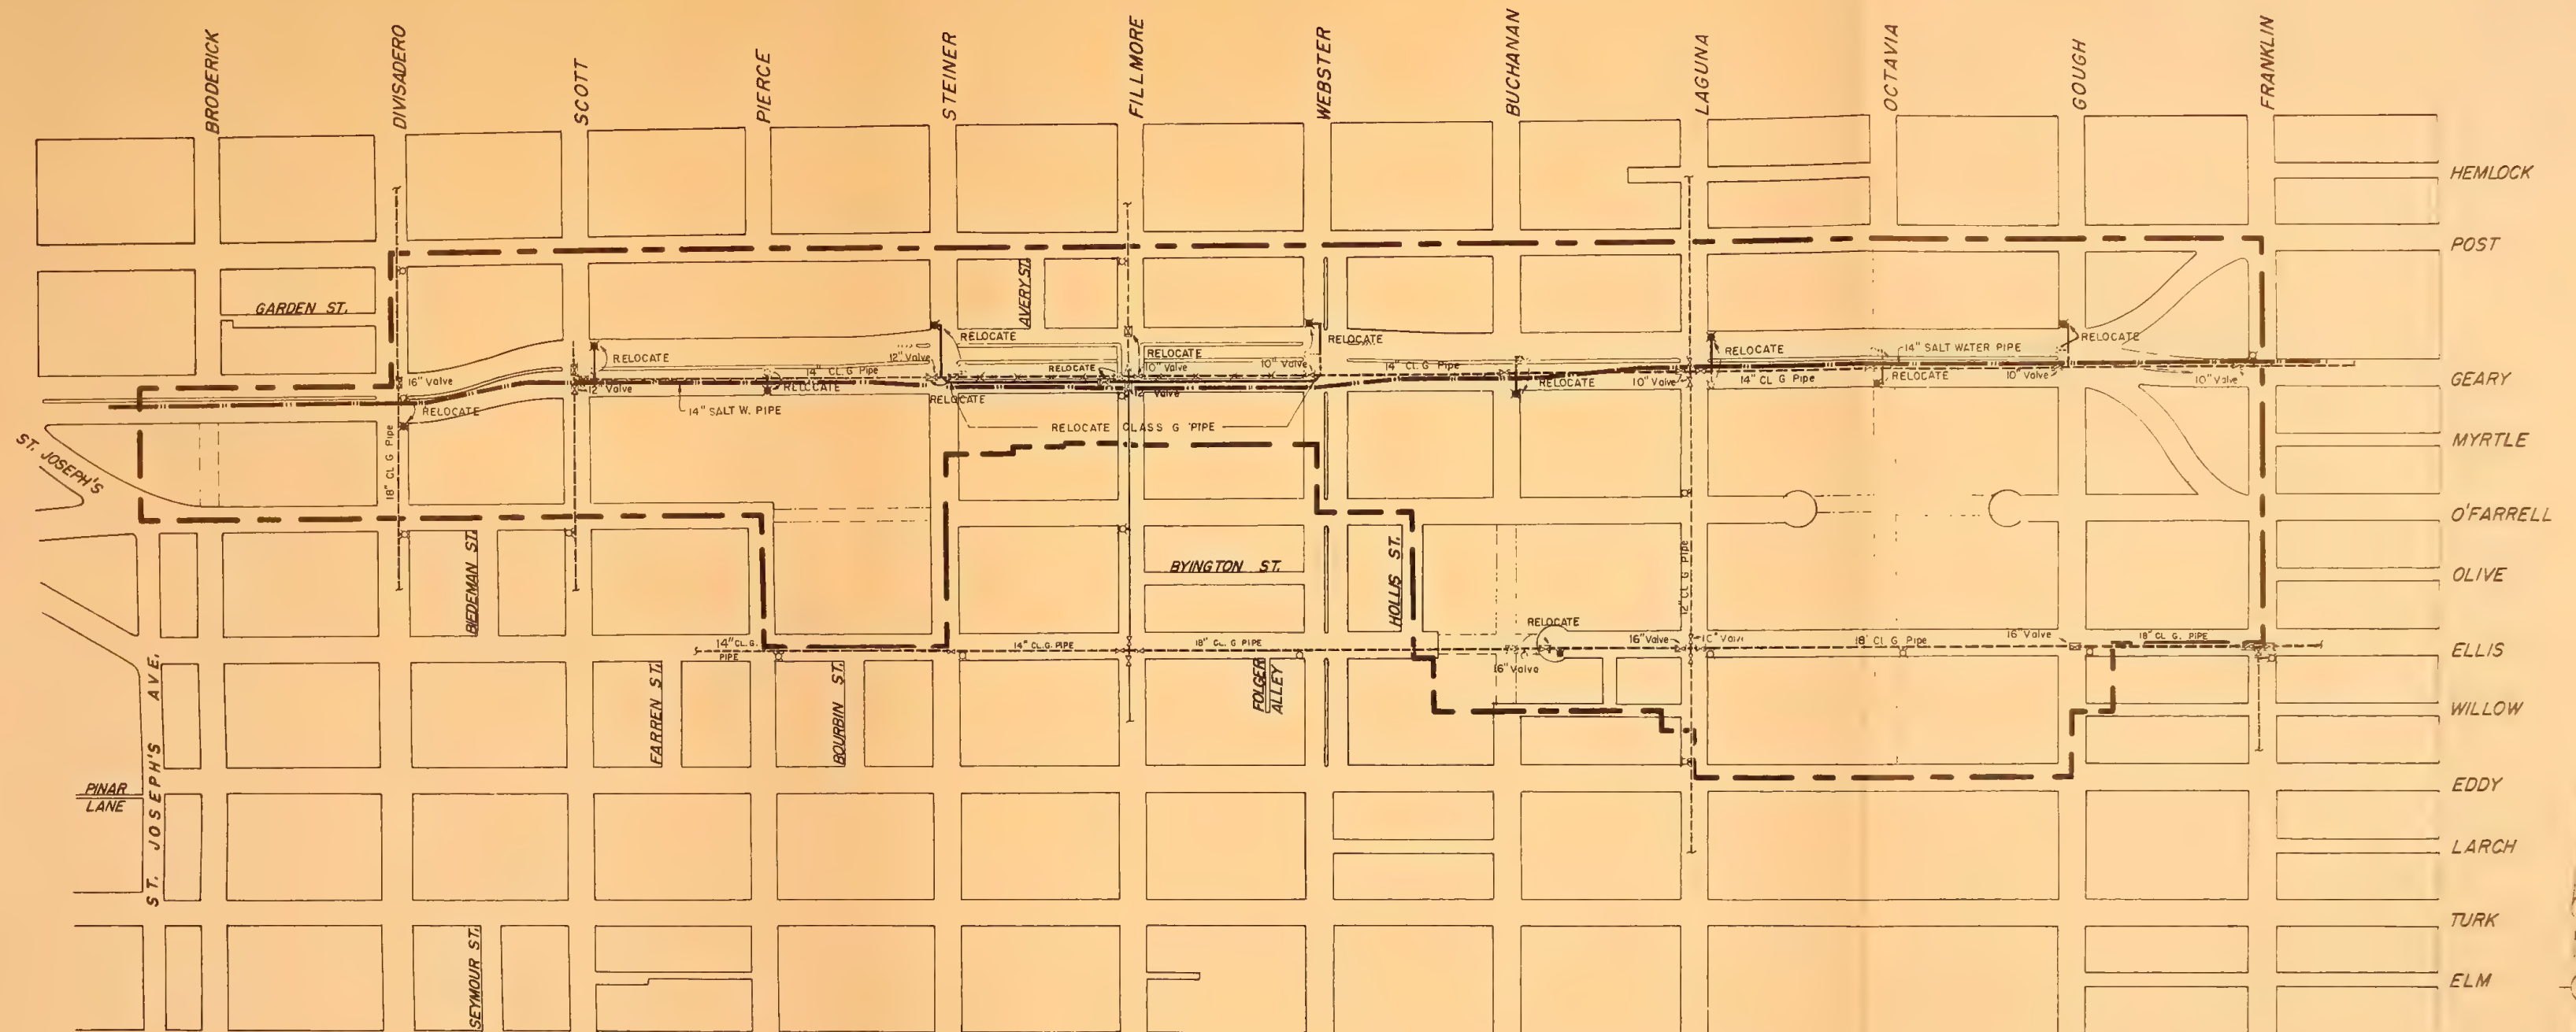 BRODERICK
DIVISADERO
SCOTT
PIERCE
STEINER
FILLMORE
WEBSTER
BUCHANAN
LAGUNA
OCTAVIA
GOUGH
FRANKLIN
HEMLOCK
POST
GARDEN ST.
AVERY ST.
RELOCATE
RELOCATE
RELOCATE
RELOCATE
RELOCATE
RELOCATE
14" SALT WATER PIPE
12" Valve
14" CL. G Pipe
RELOCATE
10" Valve
10" Valve
14" CL. G Pipe
16" Valve
12" Valve
RELOCATE
RELOCATE
10" Valve
14" CL G Pipe
RELOCATE
10" Valve
10" Valve
GEARY
RELOCATE
14" SALT W. PIPE
RELOCATE
12" Valve
RELOCATE CLASS G PIPE
ST. JOSEPH'S
18" CL G Pipe
MYRTLE
O'FARRELL
BIEDEMAN ST.
BYINGTON ST.
HOLLIS ST.
12" CL G Pipe
OLIVE
RELOCATE
14" CL. G.
PIPE
14" CL. G. PIPE
18" CL. G PIPE
16" Valve
16" Valve
18" CL G Pipe
16" Valve
18" CL G. PIPE
ELLIS
ST. JOSEPH'S AVE.
FARREN ST.
BOURBIN ST.
FOLGER
ALLEY
WILLOW
PINAR
LANE
EDDY
LARCH
SEYMOUR ST.
TURK
ELM